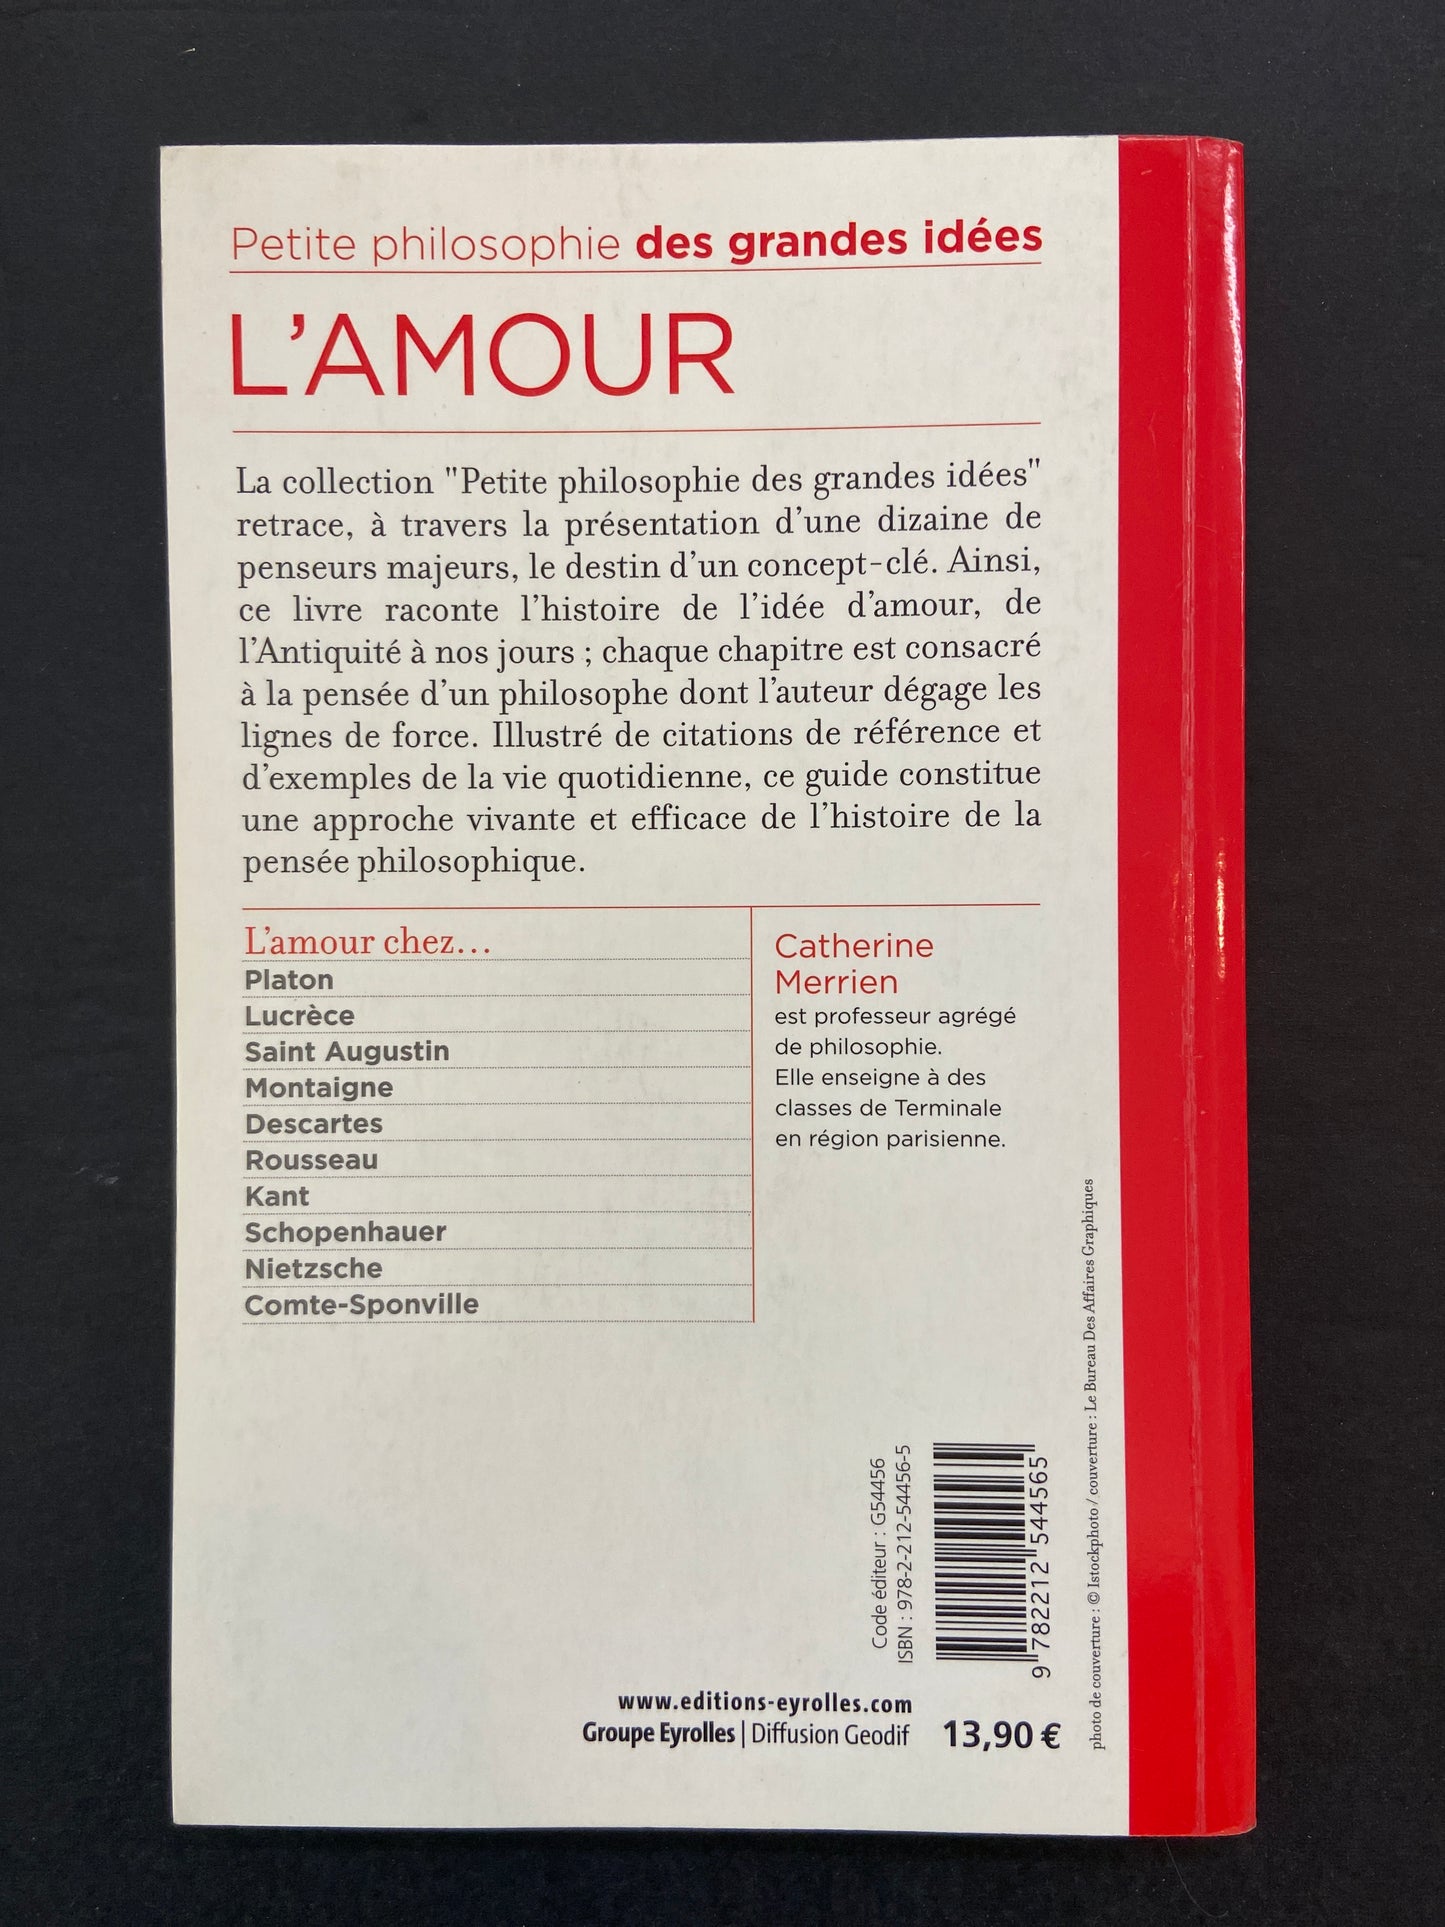 Petite philosophie des grandes idées
L'AMOUR
La collection "Petite philosophie des grandes idées"
retrace, à travers la présentation d'une dizaine de
penseurs majeurs, le destin d'un concept-clé. Ainsi,
ce livre raconte l'histoire de l'idée d'amour, de
l'Antiquité à nos jours ; chaque chapitre est consacré
à la pensée d'un philosophe dont l'auteur dégage les
lignes de force. Illustré de citations de référence et
d'exemples de la vie quotidienne, ce guide constitue
une approche vivante et efficace de l'histoire de la
pensée philosophique.
L'amour chez...
Platon
Lucrèce
Saint Augustin
Montaigne
Descartes
Rousseau
Kant
Schopenhauer
Nietzsche
Comte-Sponville
Catherine
Merrien
est professeur agrégé
de philosophie.
Elle enseigne à des
classes de Terminale
en région parisienne.
Code éditeur : G54456
ISBN : 978-2-212-54456-5
9 782212 544565
www.editions-eyrolles.com
Groupe Eyrolles | Diffusion Geodif
13,90 €
photo de couverture : © Istockphoto / couverture : Le Bureau Des Affaires Graphiques